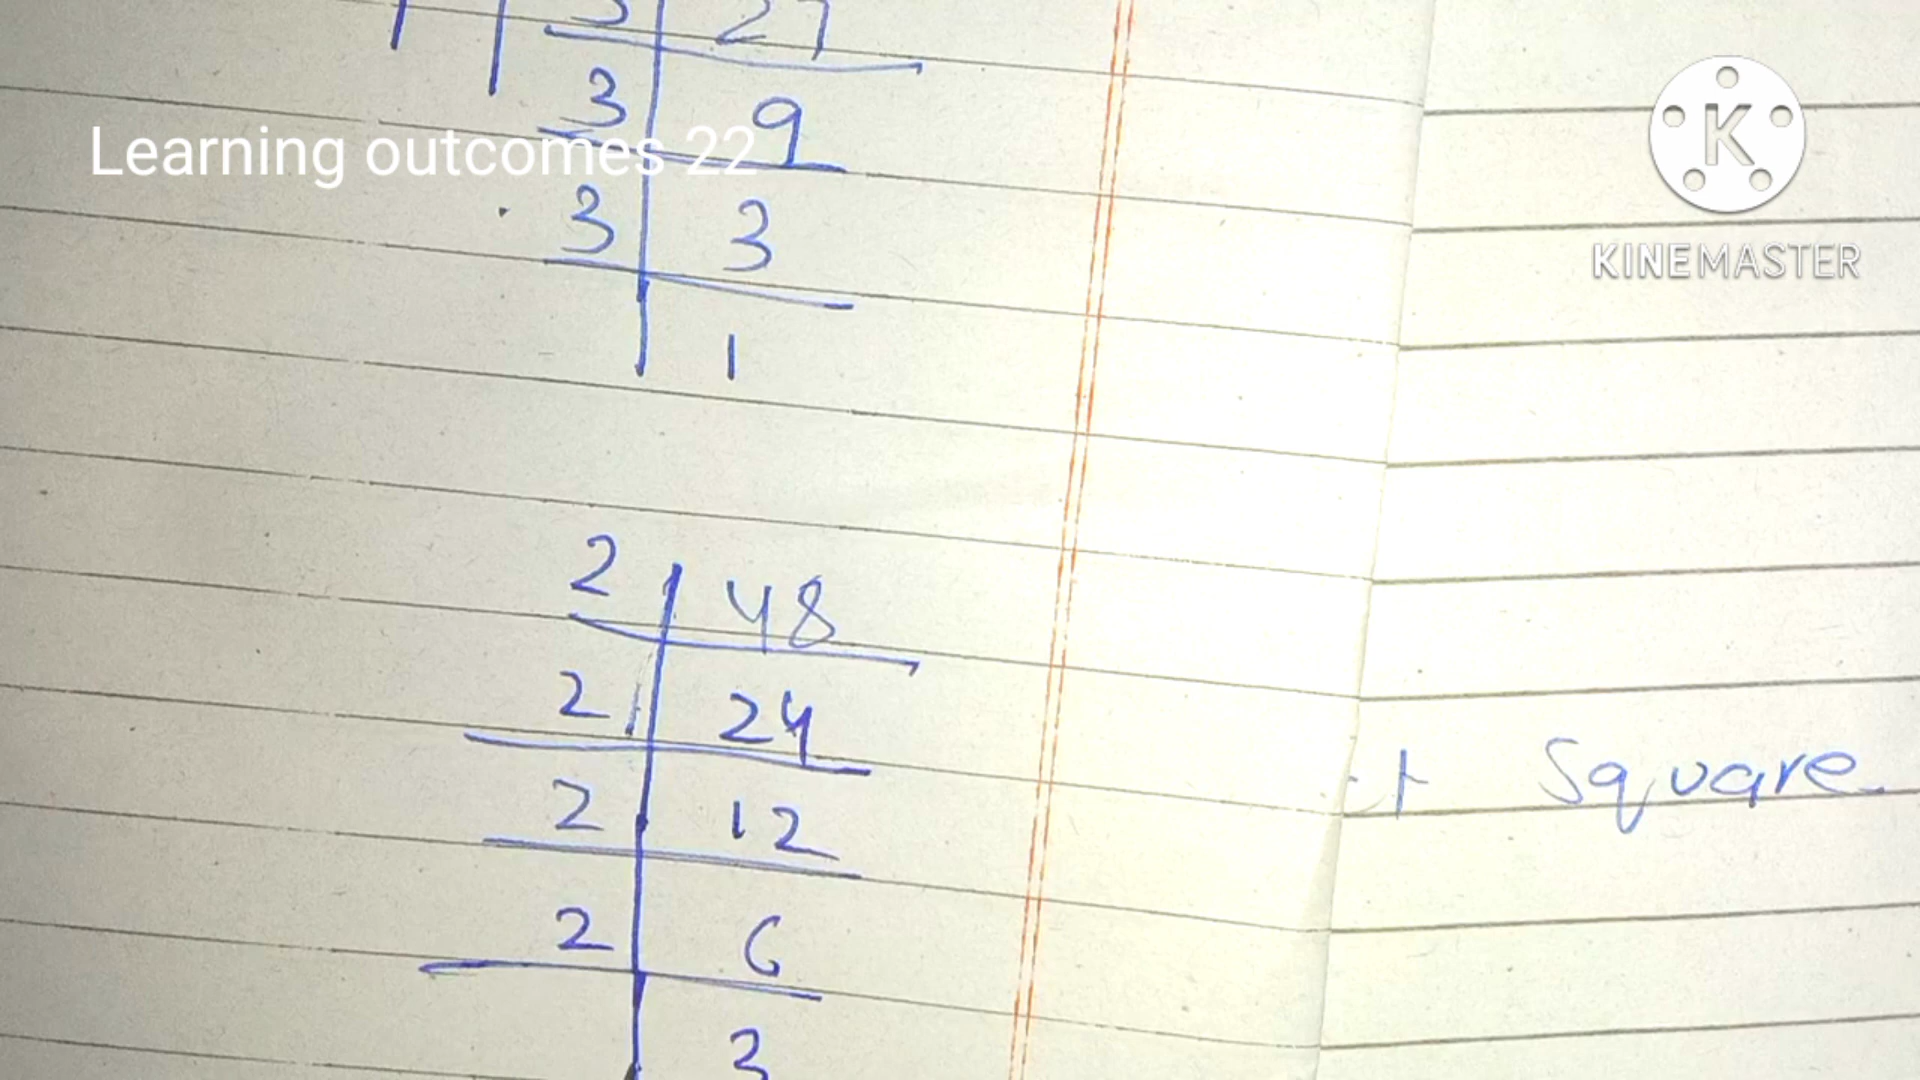 3 27
3 9
Learning outcomes 22
3 3
1
2 48
2 24
2 12
2 6
3
Square
K
KINEMASTER